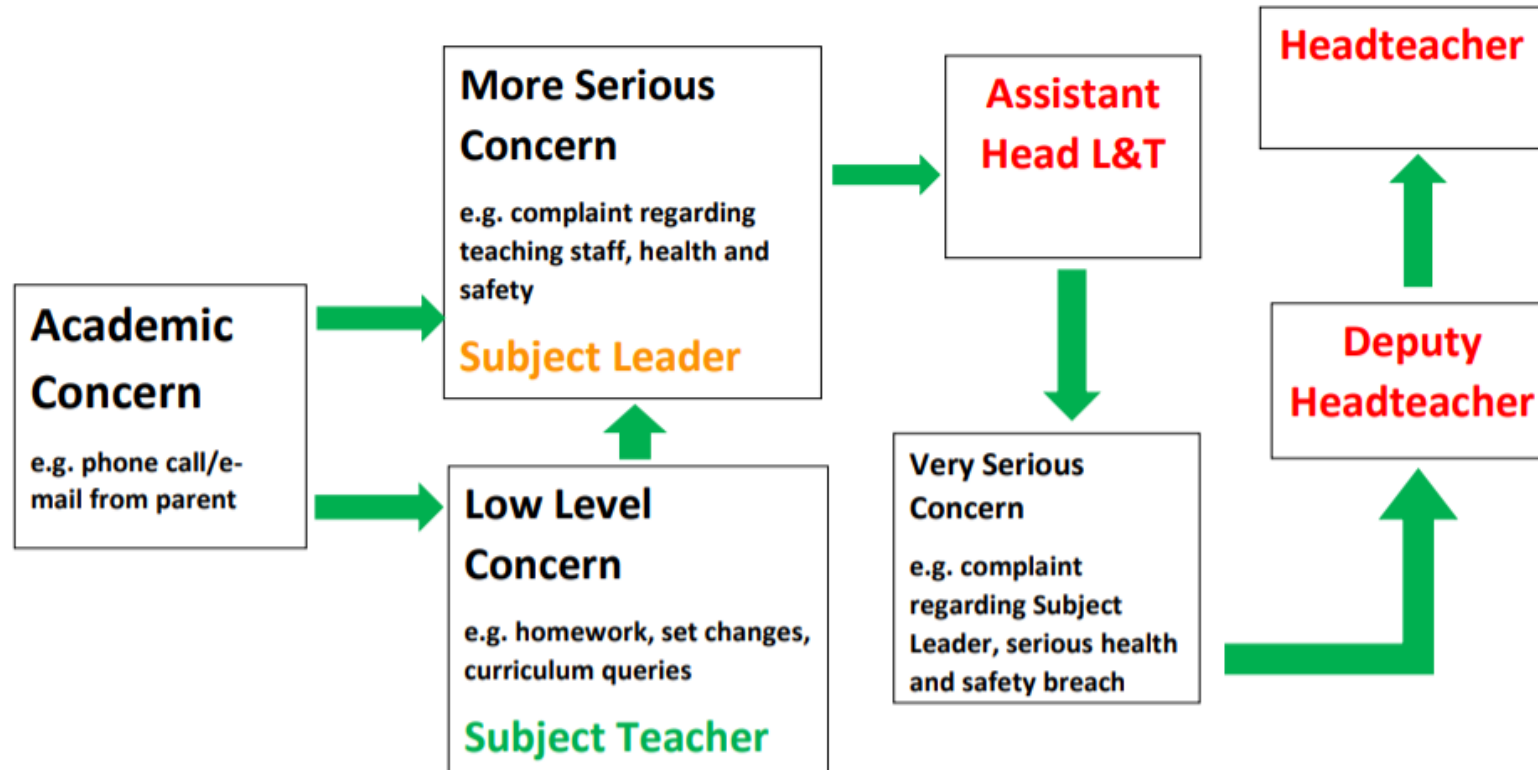 Academic
Concern
e.g. phone call/e-
mail from parent
More Serious
Concern
e.g. complaint regarding
teaching staff, health and
safety
Subject Leader
Low Level
Concern
e.g. homework, set changes,
curriculum queries
Subject Teacher
Assistant
Head L&T
Very Serious
Concern
e.g. complaint
regarding Subject
Leader, serious health
and safety breach
Deputy
Headteacher
Headteacher